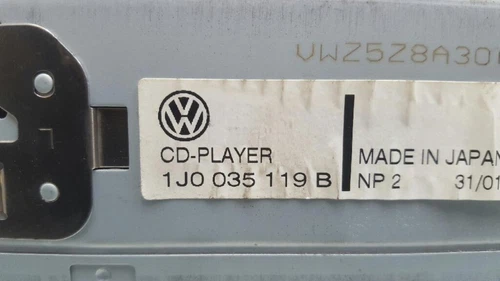 VWZ5Z8A30
CD-PLAYER
1J0 035 119 B
MADE IN JAPAN
NP 2 31/01